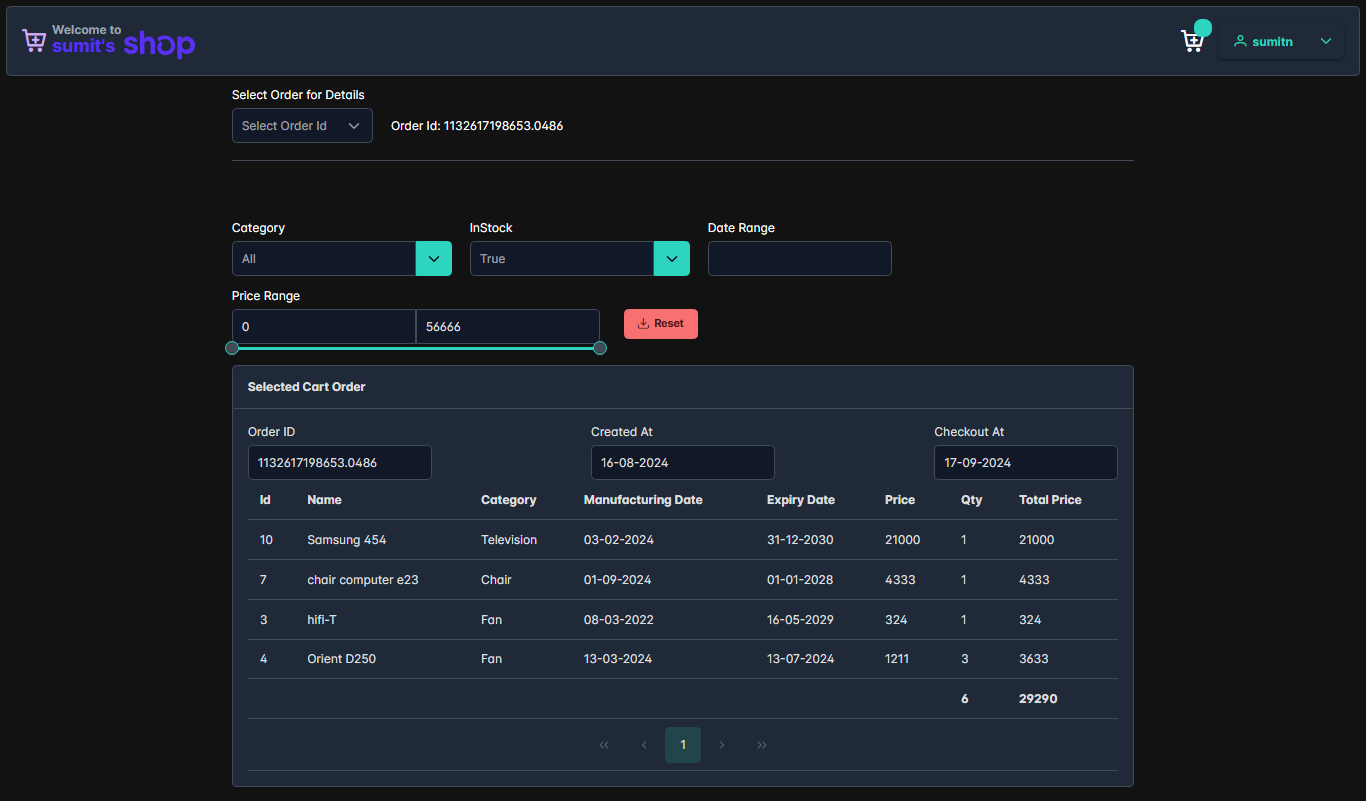 Welcome to
sumit's shop
sumitn
Select Order for Details
Select Order Id Order Id: 1132617198653.0486
Category InStock Date Range
All True
Price Range
0 56666 Reset
Selected Cart Order
Order ID Created At Checkout At
1132617198653.0486 16-08-2024 17-09-2024
Id Name Category Manufacturing Date Expiry Date Price Qty Total Price
10 Samsung 454 Television 03-02-2024 31-12-2030 21000 1 21000
7 chair computer e23 Chair 01-09-2024 01-01-2028 4333 1 4333
3 hifi-T Fan 08-03-2022 16-05-2029 324 1 324
4 Orient D250 Fan 13-03-2024 13-07-2024 1211 3 3633
6 29290
« ‹ 1 › »